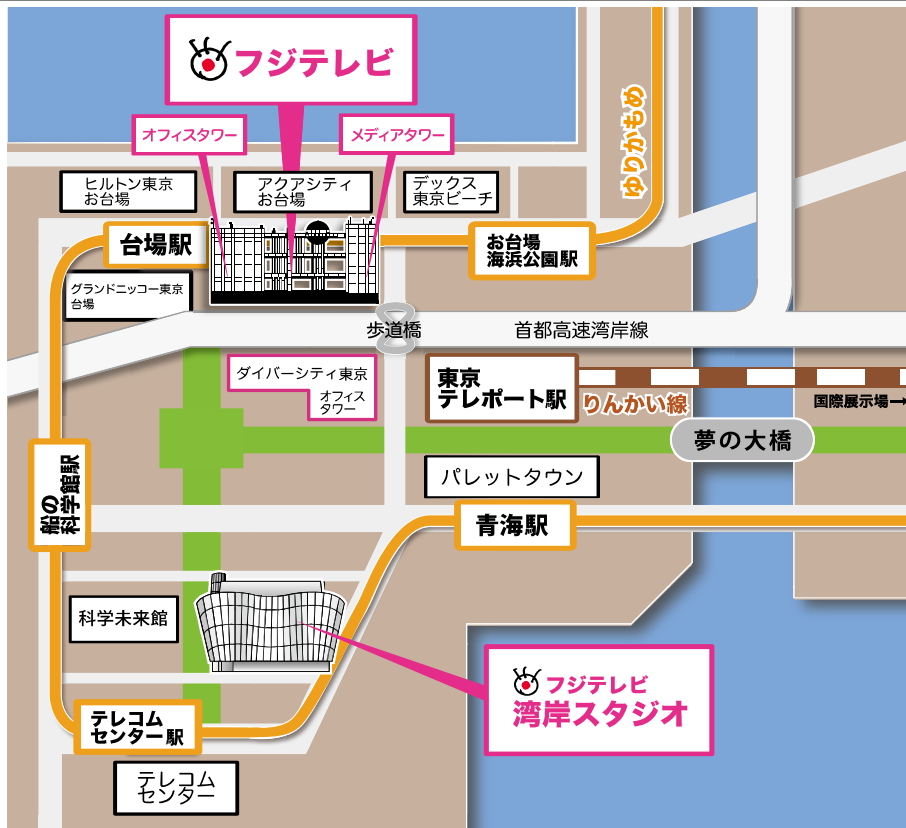 フジテレビ
オフィスタワー
メディアタワー
ゆりかもめ
ヒルトン東京
お台場
アクアシティ
お台場
デックス
東京ビーチ
台場駅
お台場
海浜公園駅
グランドニッコー東京
台場
歩道橋
首都高速湾岸線
ダイバーシティ東京
オフィス
タワー
東京
テレポート駅
りんかい線
国際展示場→
夢の大橋
パレットタウン
船の
科学館駅
青海駅
科学未来館
フジテレビ
湾岸スタジオ
テレコム
センター駅
テレコム
センター